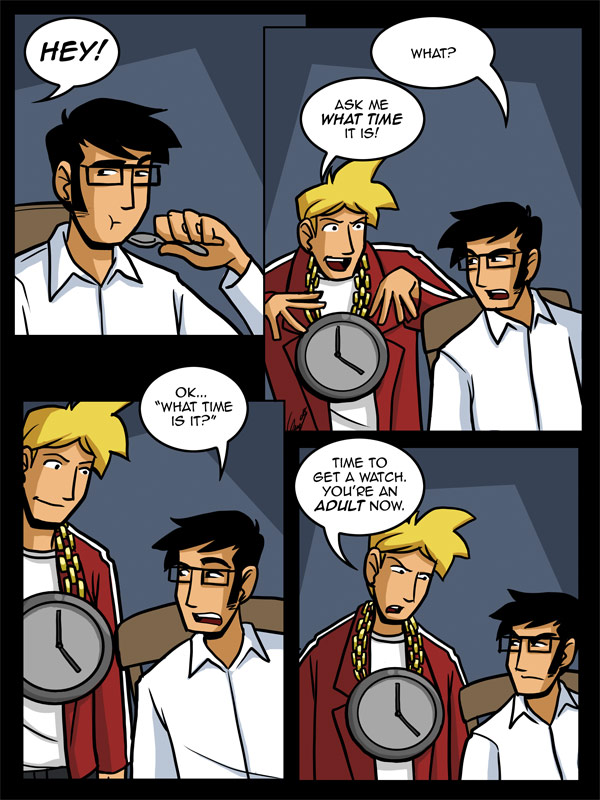 HEY!
WHAT?
ASK ME
WHAT TIME
IT IS!
OK...
"WHAT TIME
IS IT?"
TIME TO
GET A WATCH.
YOU'RE AN
ADULT NOW.